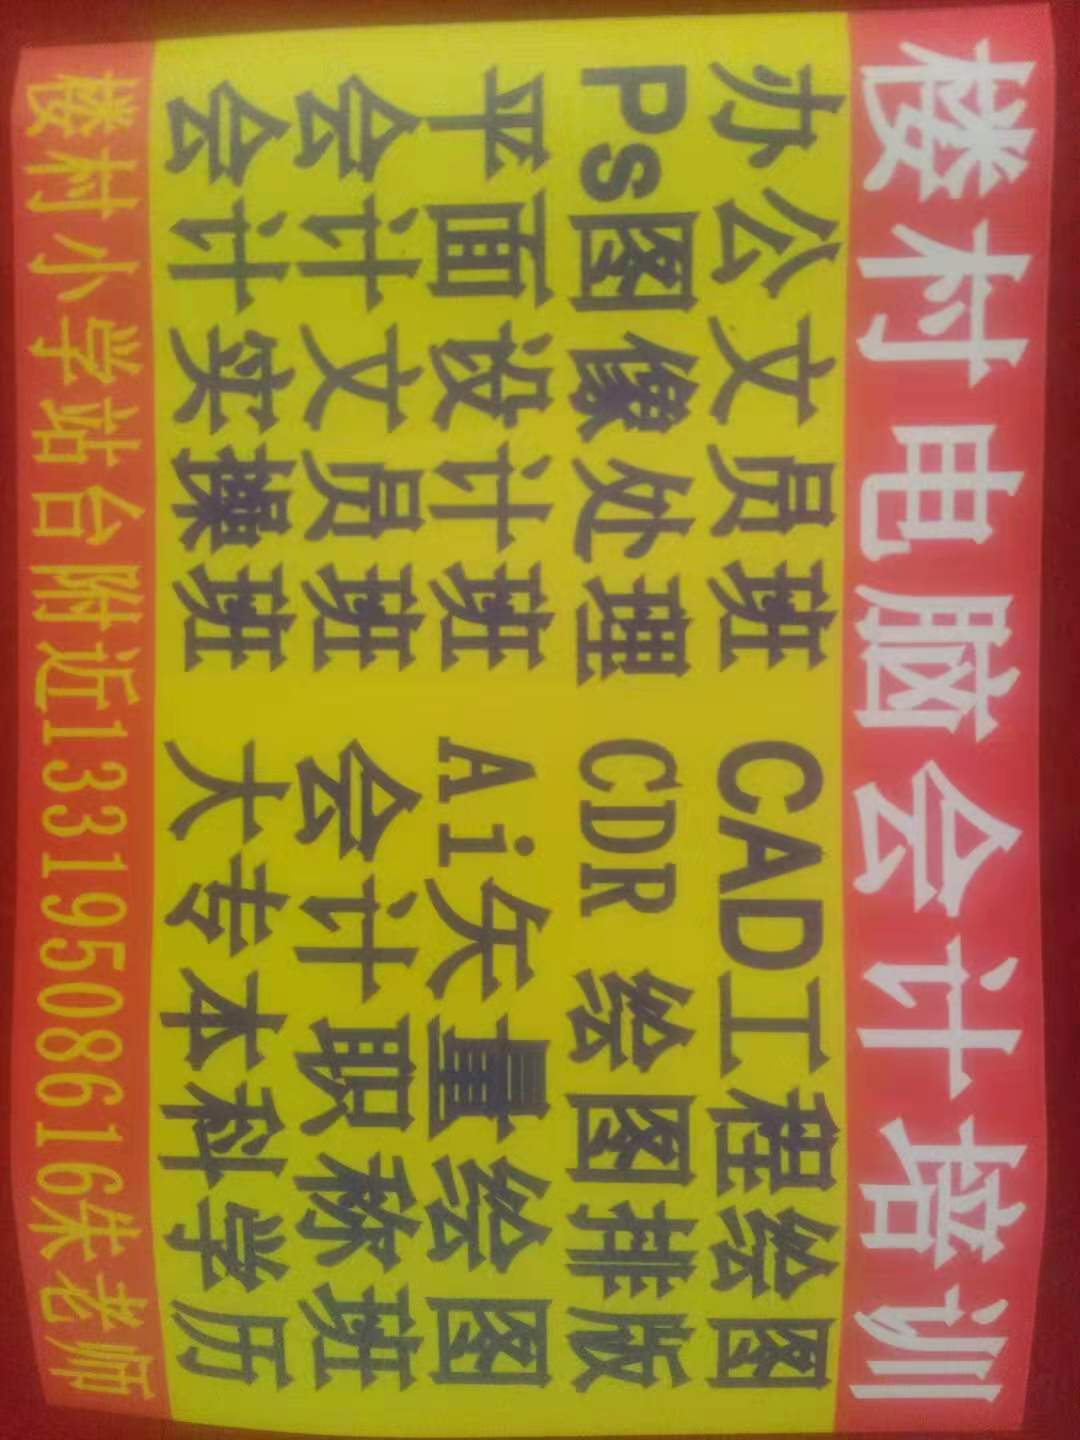 楼村电脑会计培训
办公文员班 CAD工程绘图
Ps图像处理 CDR 绘图排版
平面设计班 Ai矢量绘图
会计文员班 会计职称班
会计实操班 大专本科学历
楼村小学站台附近13319508616朱老师